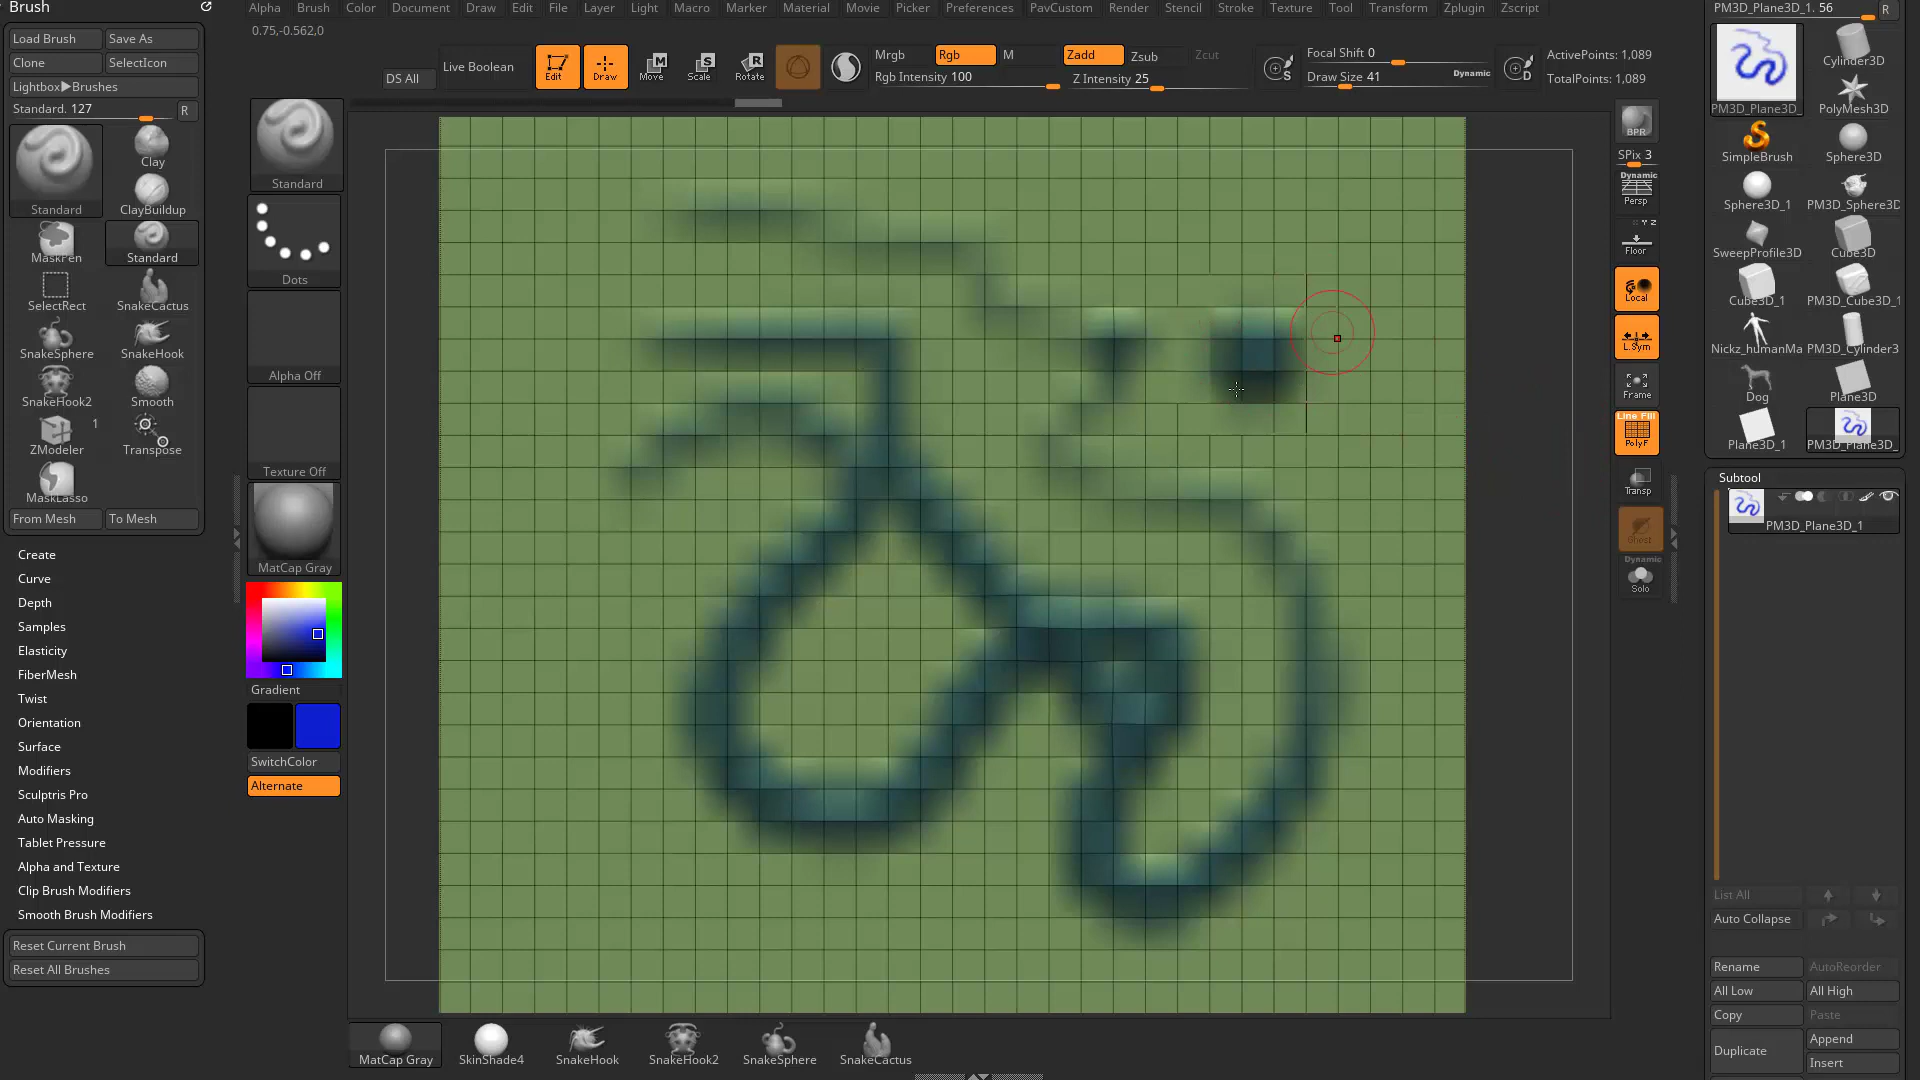 Brush
Alpha Brush Color Document Draw Edit File Layer Light Macro Marker Material Movie Picker Preferences PavCustom Render Stencil Stroke Texture Tool Transform Zplugin Zscript
PM3D_Plane3D_1. 56
R
0.75,-0.562,0
Load Brush Save As
Clone SelectIcon
Lightbox▶Brushes
Standard. 127 R
DS All
Live Boolean
Edit
Draw
Move
Scale
Rotate
Mrgb Rgb M
Rgb Intensity 100
Zadd Zsub Zcut
Z Intensity 25
S
Focal Shift 0
Draw Size 41 Dynamic
D
ActivePoints: 1,089
TotalPoints: 1,089
Standard
Clay
ClayBuildup
MaskPen Standard
SelectRect SnakeCactus
SnakeSphere SnakeHook
SnakeHook2 Smooth
1
ZModeler Transpose
MaskLasso
From Mesh To Mesh
Create
Curve
Depth
Samples
Elasticity
FiberMesh
Twist
Orientation
Surface
Modifiers
Sculptris Pro
Auto Masking
Tablet Pressure
Alpha and Texture
Clip Brush Modifiers
Smooth Brush Modifiers
Reset Current Brush
Reset All Brushes
Standard
Dots
Alpha Off
Texture Off
MatCap Gray
Gradient
SwitchColor
Alternate
MatCap Gray SkinShade4 SnakeHook SnakeHook2 SnakeSphere SnakeCactus
BPR
SPix 3
Dynamic
Persp
Floor
Local
L.Sym
Frame
Line Fill
PolyF
Transp
Ghost
Dynamic
Solo
PM3D_Plane3D_
Cylinder3D
PolyMesh3D
SimpleBrush Sphere3D
Sphere3D_1 PM3D_Sphere3D
SweepProfile3D Cube3D
Cube3D_1 PM3D_Cube3D_1
Nickz_humanMa PM3D_Cylinder3
Dog Plane3D
Plane3D_1 PM3D_Plane3D_
Subtool
PM3D_Plane3D_1
List All
Auto Collapse
Rename AutoReorder
All Low All High
Copy Paste
Duplicate
Append
Insert